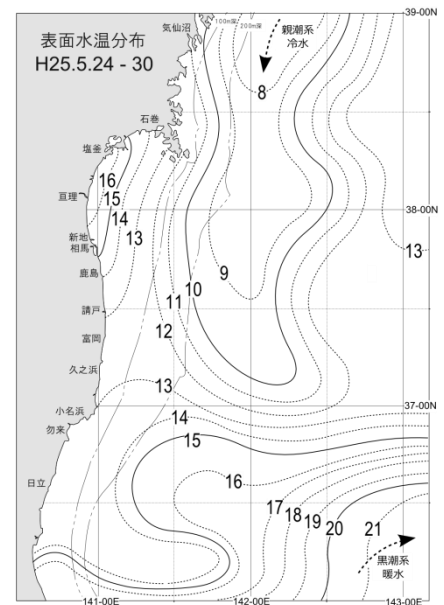 表面水温分布
H25.5.24 - 30
気仙沼
100m深
200m深
親潮系
冷水
39-00N
8
石巻
塩釜
16
亘理
15
14
38-00N
新地
13
相馬
13
鹿島
9
10
11
請戸
12
富岡
久之浜
13
37-00N
小名浜
14
勿来
15
16
日立
17
18
19
20
21
黒潮系
暖水
141-00E
142-00E
143-00E